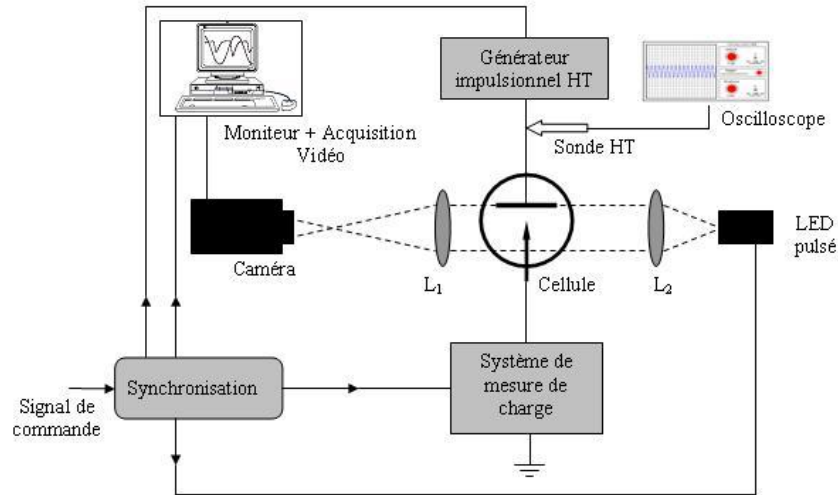 Générateur
impulsionnel HT
Moniteur + Acquisition
Vidéo
Oscilloscope
Sonde HT
LED
pulsé
Caméra
L1
Cellule
L2
Synchronisation
Système de
mesure de
charge
Signal de
commande